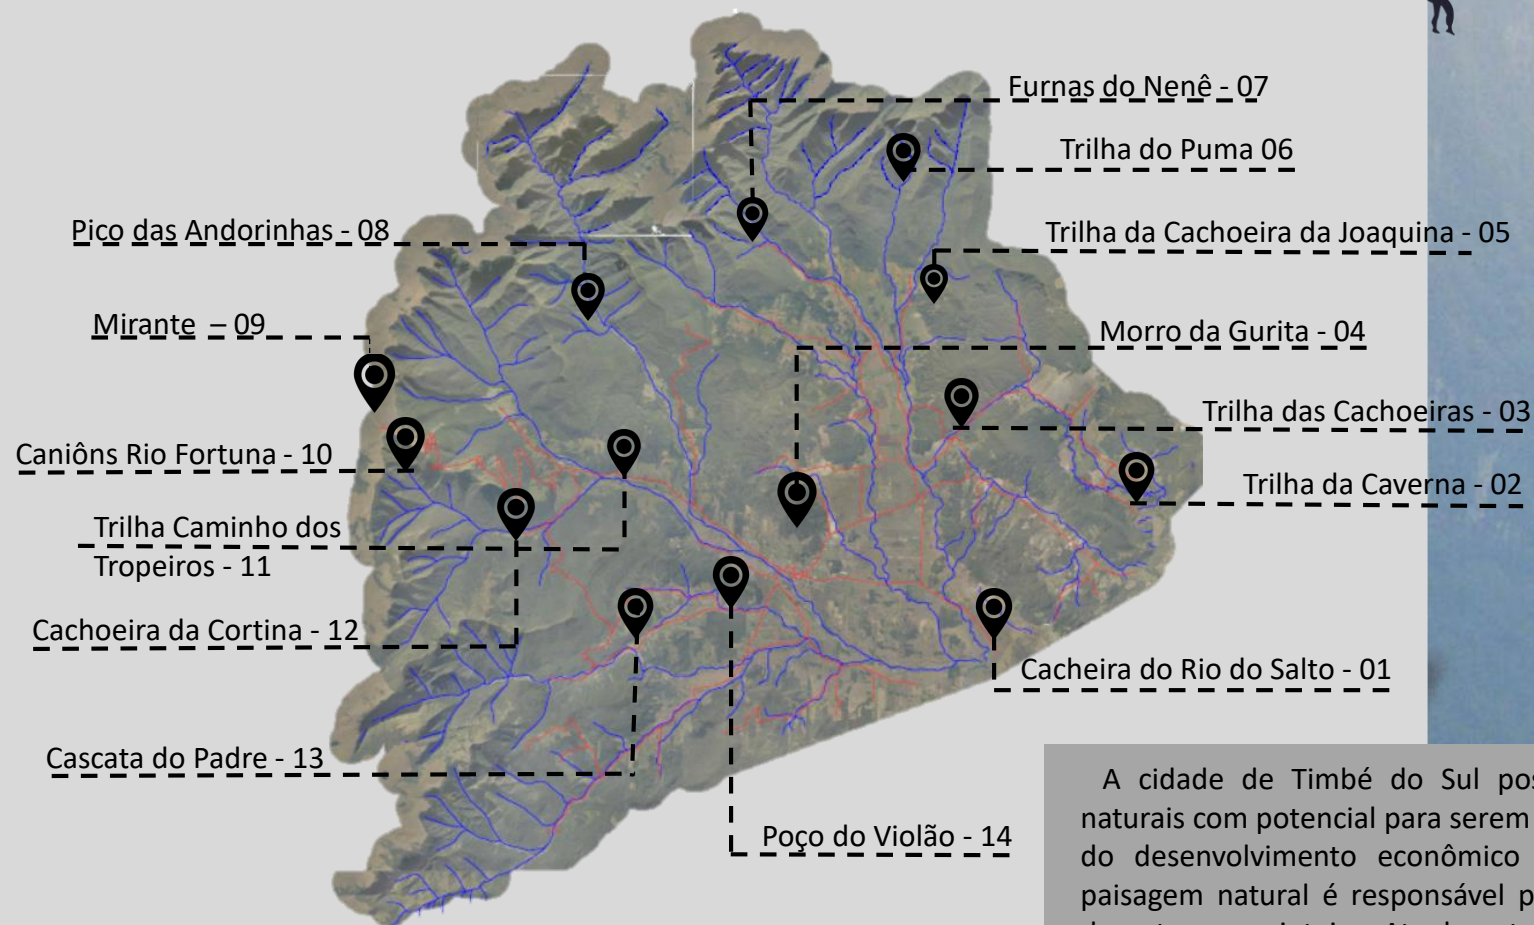 Furnas do Nenê - 07
Trilha do Puma 06
Pico das Andorinhas - 08
Trilha da Cachoeira da Joaquina - 05
Mirante – 09
Morro da Gurita - 04
Trilha das Cachoeiras - 03
Caniôns Rio Fortuna - 10
Trilha da Caverna - 02
Trilha Caminho dos
Tropeiros - 11
Cachoeira da Cortina - 12
Cacheira do Rio do Salto - 01
Cascata do Padre - 13
Poço do Violão - 14
A cidade de Timbé do Sul
naturais com potencial para serem
do desenvolvimento econômico
paisagem natural é responsável